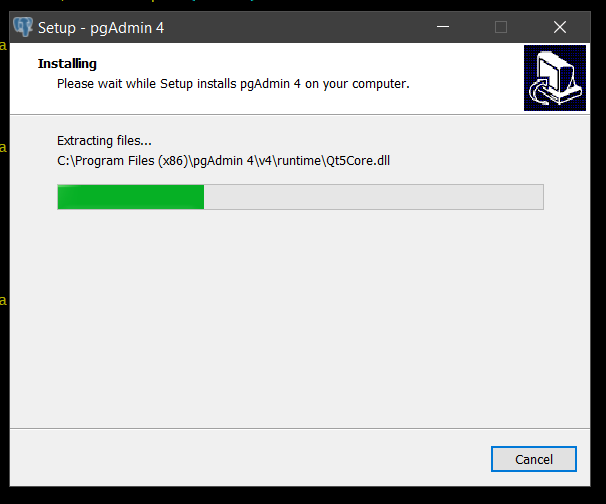 Setup - pgAdmin 4
Installing
Please wait while Setup installs pgAdmin 4 on your computer.
Extracting files...
C:\Program Files (x86)\pgAdmin 4\v4\runtime\Qt5Core.dll
Cancel
a
a
a